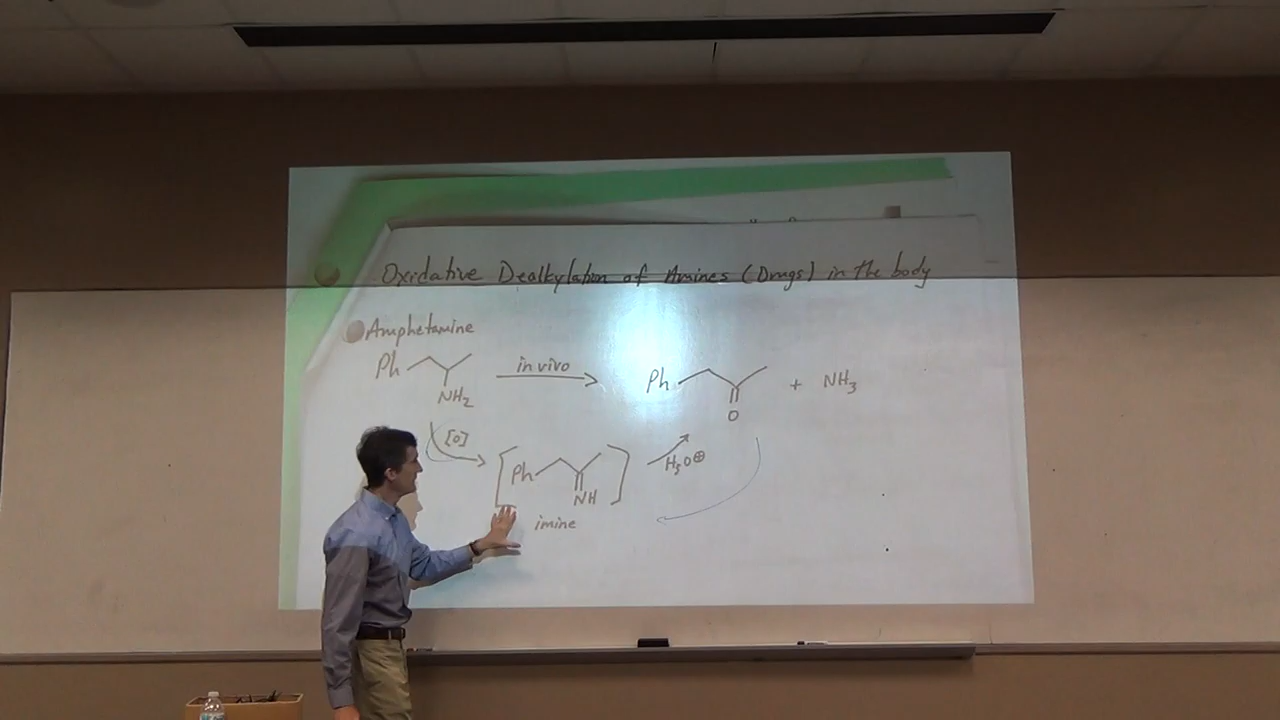 Oxidative Dealkylation of Amines (Drugs) in the body
Amphetamine
Ph
NH2
in vivo
Ph
O
+ NH3
[O]
Ph
NH
imine
H3O⊕